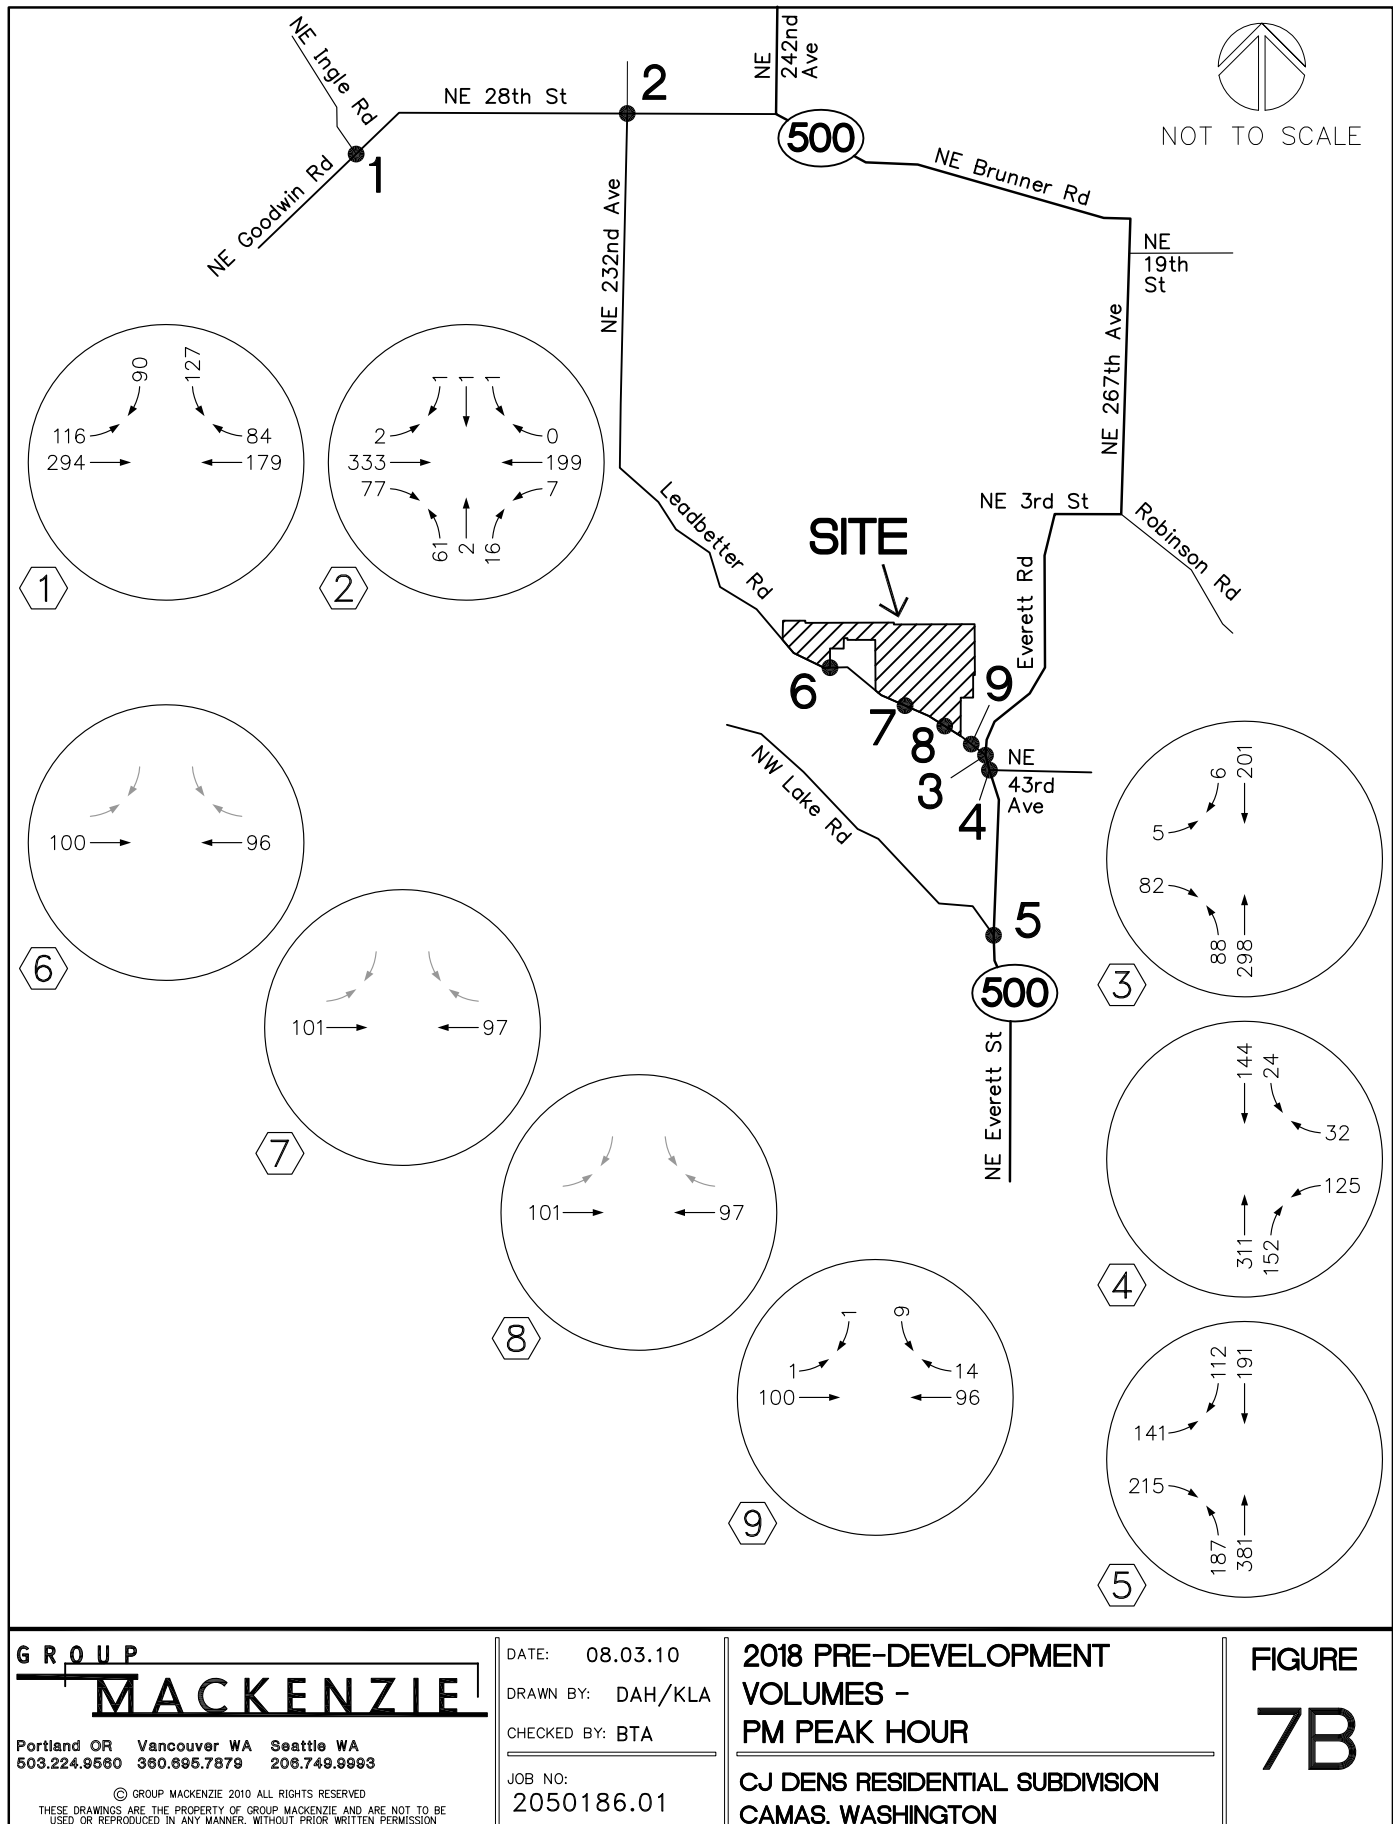 NE Ingle Rd
NE 28th St
2
NE 242nd Ave
500
NOT TO SCALE
1
NE Goodwin Rd
NE 232nd Ave
NE Brunner Rd
NE
19th
St
NE 267th Ave
90
127
116
84
294
179
1
1
1
1
2
0
333
199
77
7
61
2
16
2
Leadbetter Rd
NE 3rd St
Robinson Rd
Everett Rd
SITE
6
7
8
9
3
4
NE
43rd
Ave
NW Lake Rd
5
500
NE Everett St
6
201
5
82
88
298
3
100
96
6
101
97
7
101
97
8
144
24
32
125
311
152
4
1
9
1
14
100
96
9
112
191
141
215
187
381
5
GROUP
MACKENZIE
Portland OR Vancouver WA Seattle WA
503.224.9560 360.695.7879 206.749.9993
© GROUP MACKENZIE 2010 ALL RIGHTS RESERVED
THESE DRAWINGS ARE THE PROPERTY OF GROUP MACKENZIE AND ARE NOT TO BE
USED OR REPRODUCED IN ANY MANNER, WITHOUT PRIOR WRITTEN PERMISSION
DATE: 08.03.10
DRAWN BY: DAH/KLA
CHECKED BY: BTA
JOB NO:
2050186.01
2018 PRE-DEVELOPMENT
VOLUMES -
PM PEAK HOUR
CJ DENS RESIDENTIAL SUBDIVISION
CAMAS, WASHINGTON
FIGURE
7B